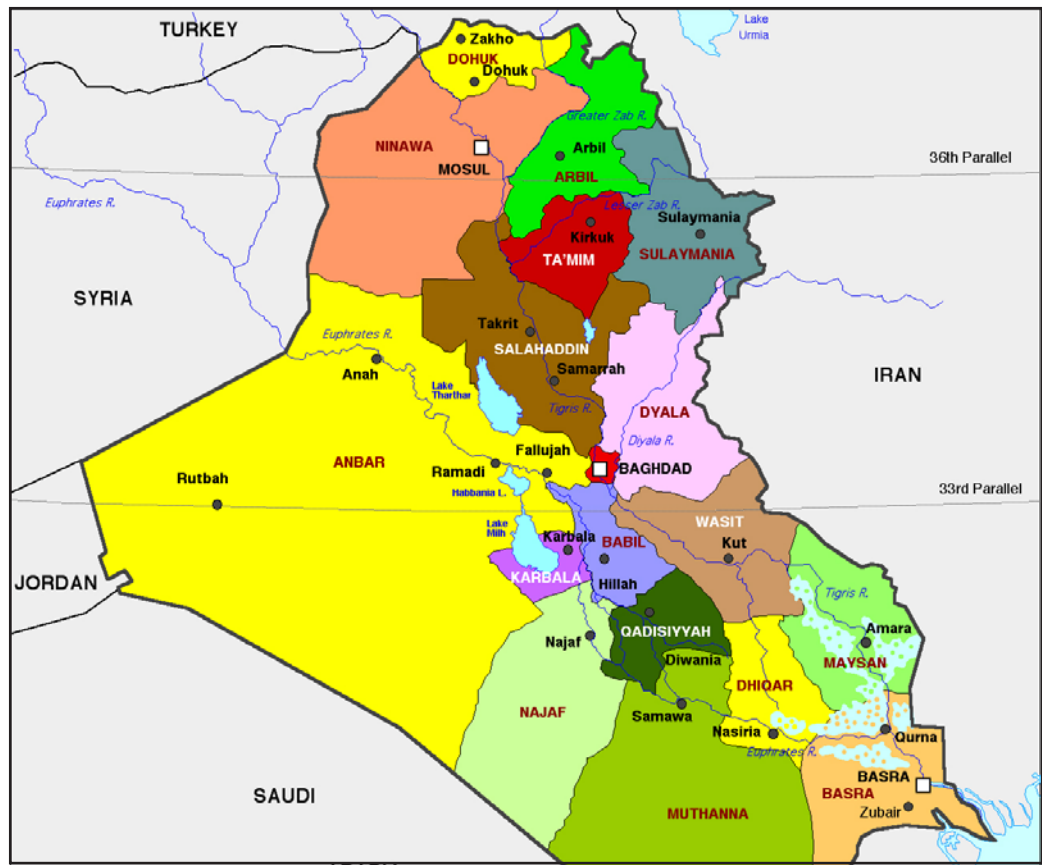 TURKEY
Lake
Urmia
Zakho
DOHUK
Dohuk
Greater Zab R.
NINAWA
Arbil
36th Parallel
MOSUL
ARBIL
Euphrates R.
Lesser Zab R.
Sulaymania
Kirkuk
TA'MIM
SULAYMANIA
SYRIA
Takrit
Euphrates R.
SALAHADDIN
Anah
Samarrah
IRAN
Lake
Tharthar
Tigris R.
DYALA
Diyala R.
Fallujah
ANBAR
Ramadi
BAGHDAD
Rutbah
Habbania L.
33rd Parallel
Lake
Milh
WASIT
Karbala
BABIL
Kut
KARBALA
Hillah
JORDAN
Tigris R.
Najaf
QADISIYYAH
Amara
Diwania
MAYSAN
DHIQAR
NAJAF
Samawa
Nasiria
Qurna
Euphrates R.
BASRA
SAUDI
BASRA
MUTHANNA
Zubair